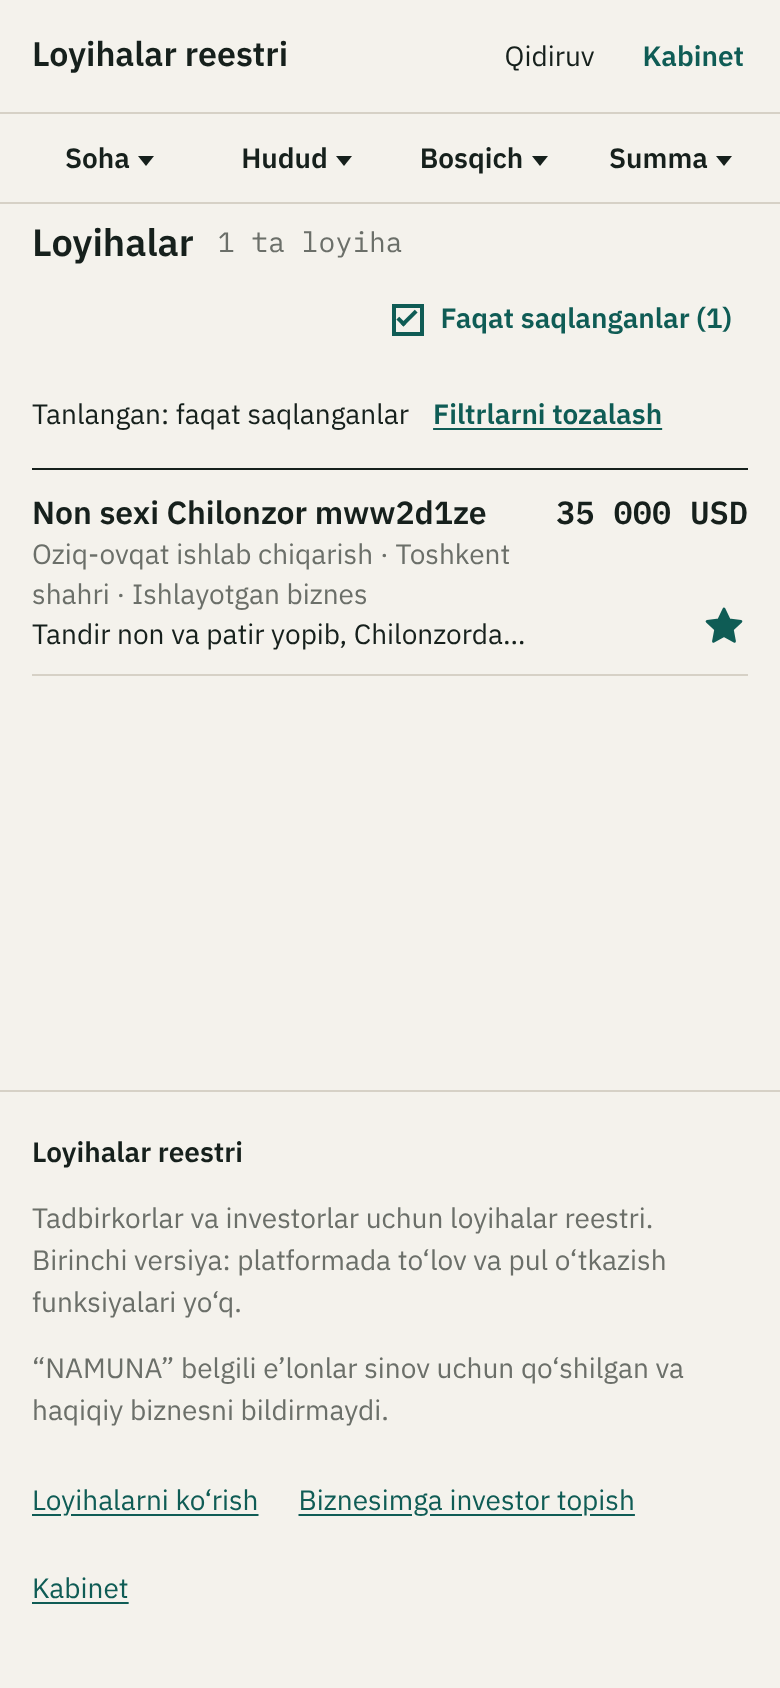 Loyihalar reestri
Qidiruv
Kabinet
Soha
Hudud
Bosqich
Summa
Loyihalar 1 ta loyiha
Faqat saqlanganlar (1)
Tanlangan: faqat saqlanganlar Filtrlarni tozalash
Non sexi Chilonzor mww2d1ze 35 000 USD
Oziq-ovqat ishlab chiqarish · Toshkent
shahri · Ishlayotgan biznes
Tandir non va patir yopib, Chilonzorda...
Loyihalar reestri
Tadbirkorlar va investorlar uchun loyihalar reestri.
Birinchi versiya: platformada to‘lov va pul o‘tkazish
funksiyalari yo‘q.
“NAMUNA” belgili e’lonlar sinov uchun qo‘shilgan va
haqiqiy biznesni bildirmaydi.
Loyihalarni ko‘rish Biznesimga investor topish
Kabinet